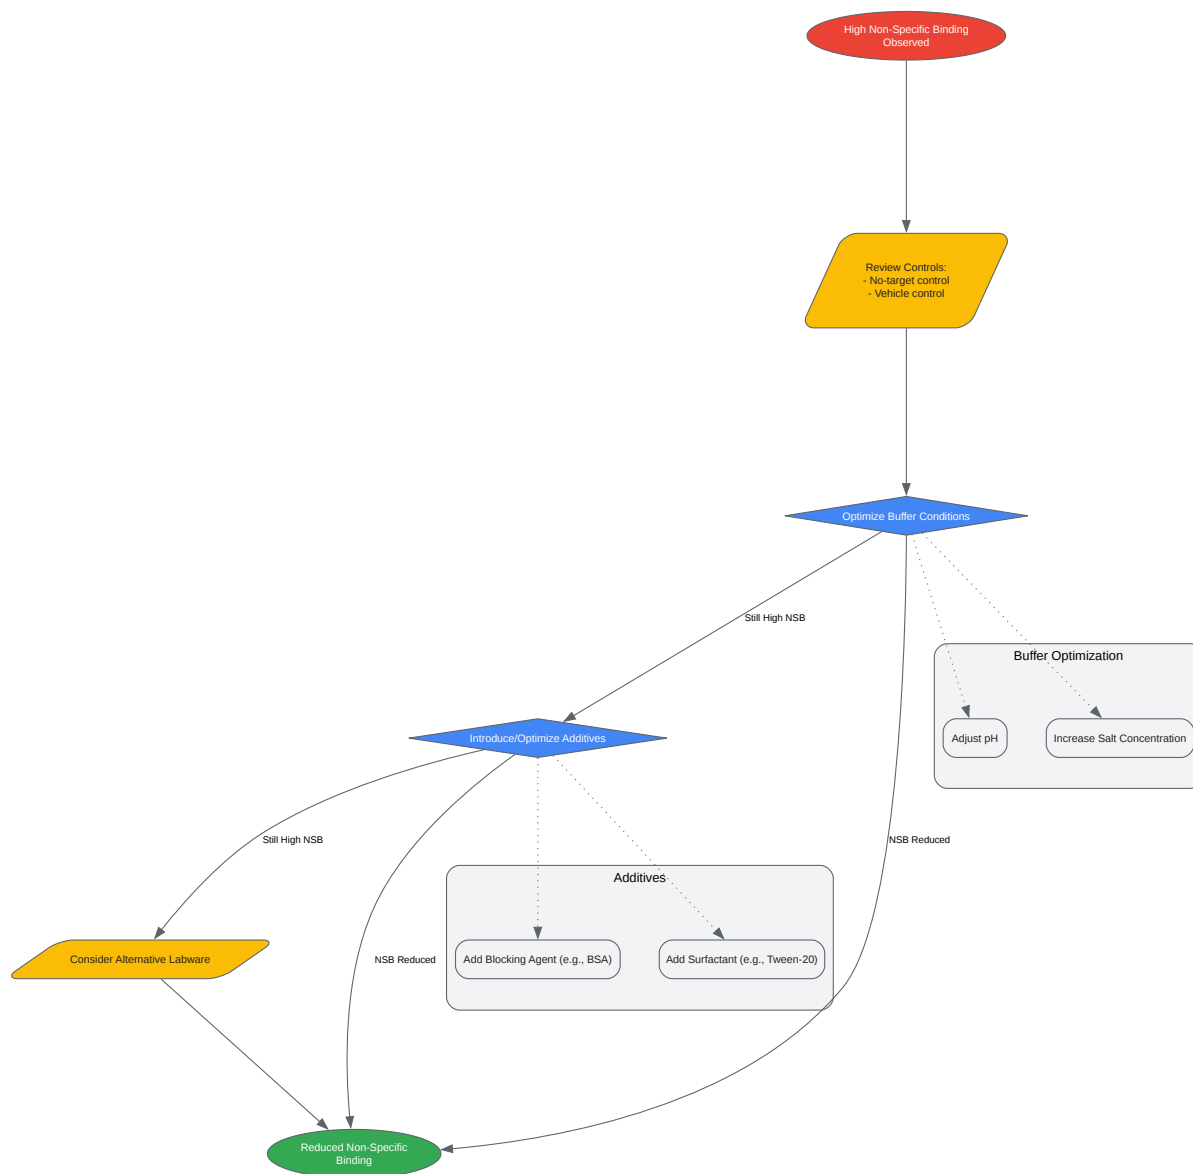 High Non-Specific Binding
Observed
Review Controls:
- No-target control
- Vehicle control
Optimize Buffer Conditions
Still High NSB
Buffer Optimization
Adjust pH
Increase Salt Concentration
Introduce/Optimize Additives
Still High NSB
NSB Reduced
Additives
Consider Alternative Labware
NSB Reduced
Add Blocking Agent (e.g., BSA)
Add Surfactant (e.g., Tween-20)
Reduced Non-Specific
Binding